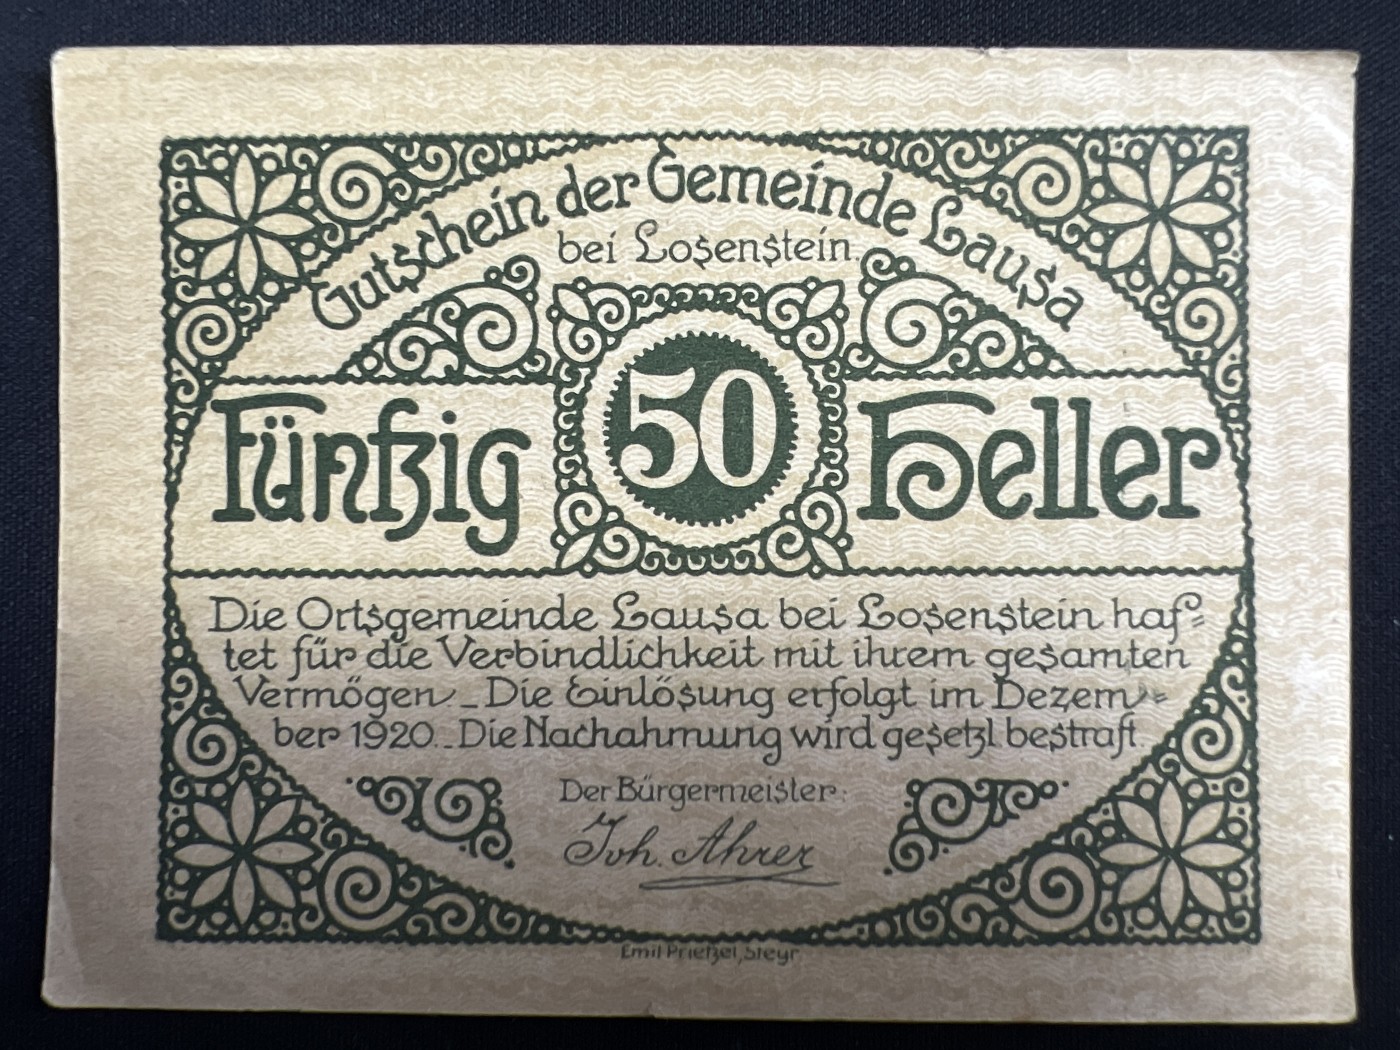 Gutschein der Gemeinde Lausa
bei Losenstein.
Fünfzig 50 Heller
Die Ortsgemeinde Lausa bei Losenstein haf=
tet für die Verbindlichkeit mit ihrem gesamten
Vermögen. – Die Einlösung erfolgt im Dezem=
ber 1920. – Die Nachahmung wird gesetzl. bestraft.
Der Bürgermeister:
Joh. Ahrer
Emil Prietzel, Steyr